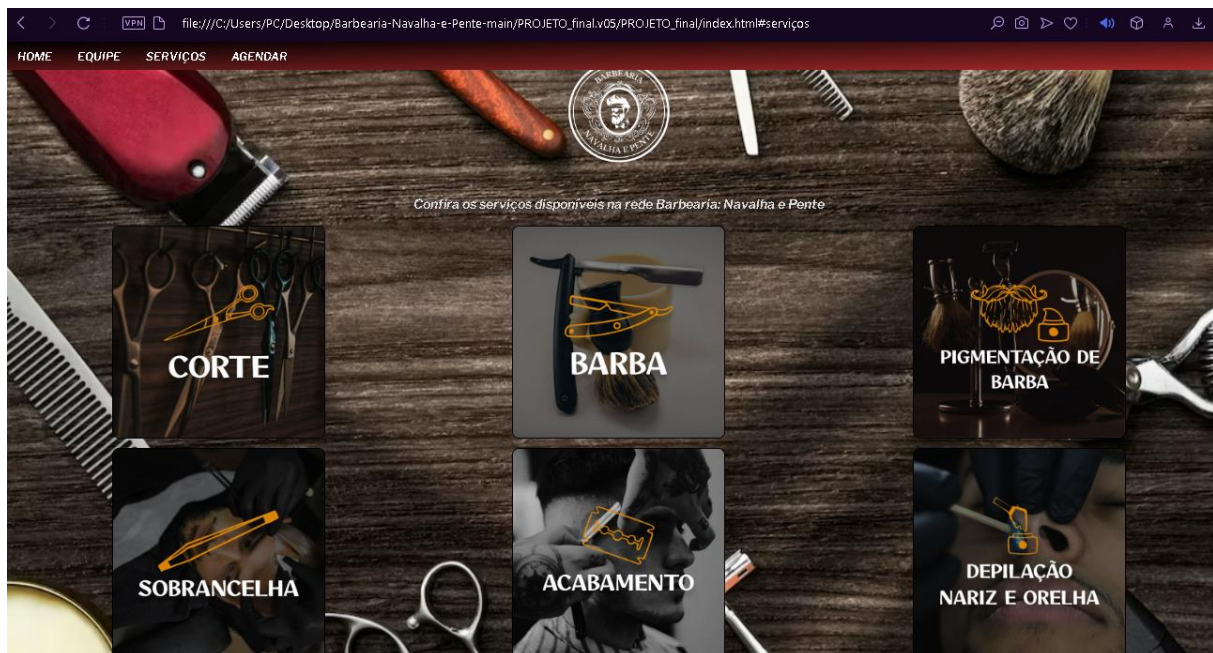 VPN file:///C:/Users/PC/Desktop/Barbearia-Navalha-e-Pente-main/PROJETO_final.v05/PROJETO_final/index.html#serviços
HOME EQUIPE SERVIÇOS AGENDAR
BARBEARIA
NAVALHA E PENTE
Confira os serviços disponíveis na rede Barbearia: Navalha e Pente
CORTE
BARBA
PIGMENTAÇÃO DE
BARBA
SOBRANCELHA
ACABAMENTO
DEPILAÇÃO
NARIZ E ORELHA